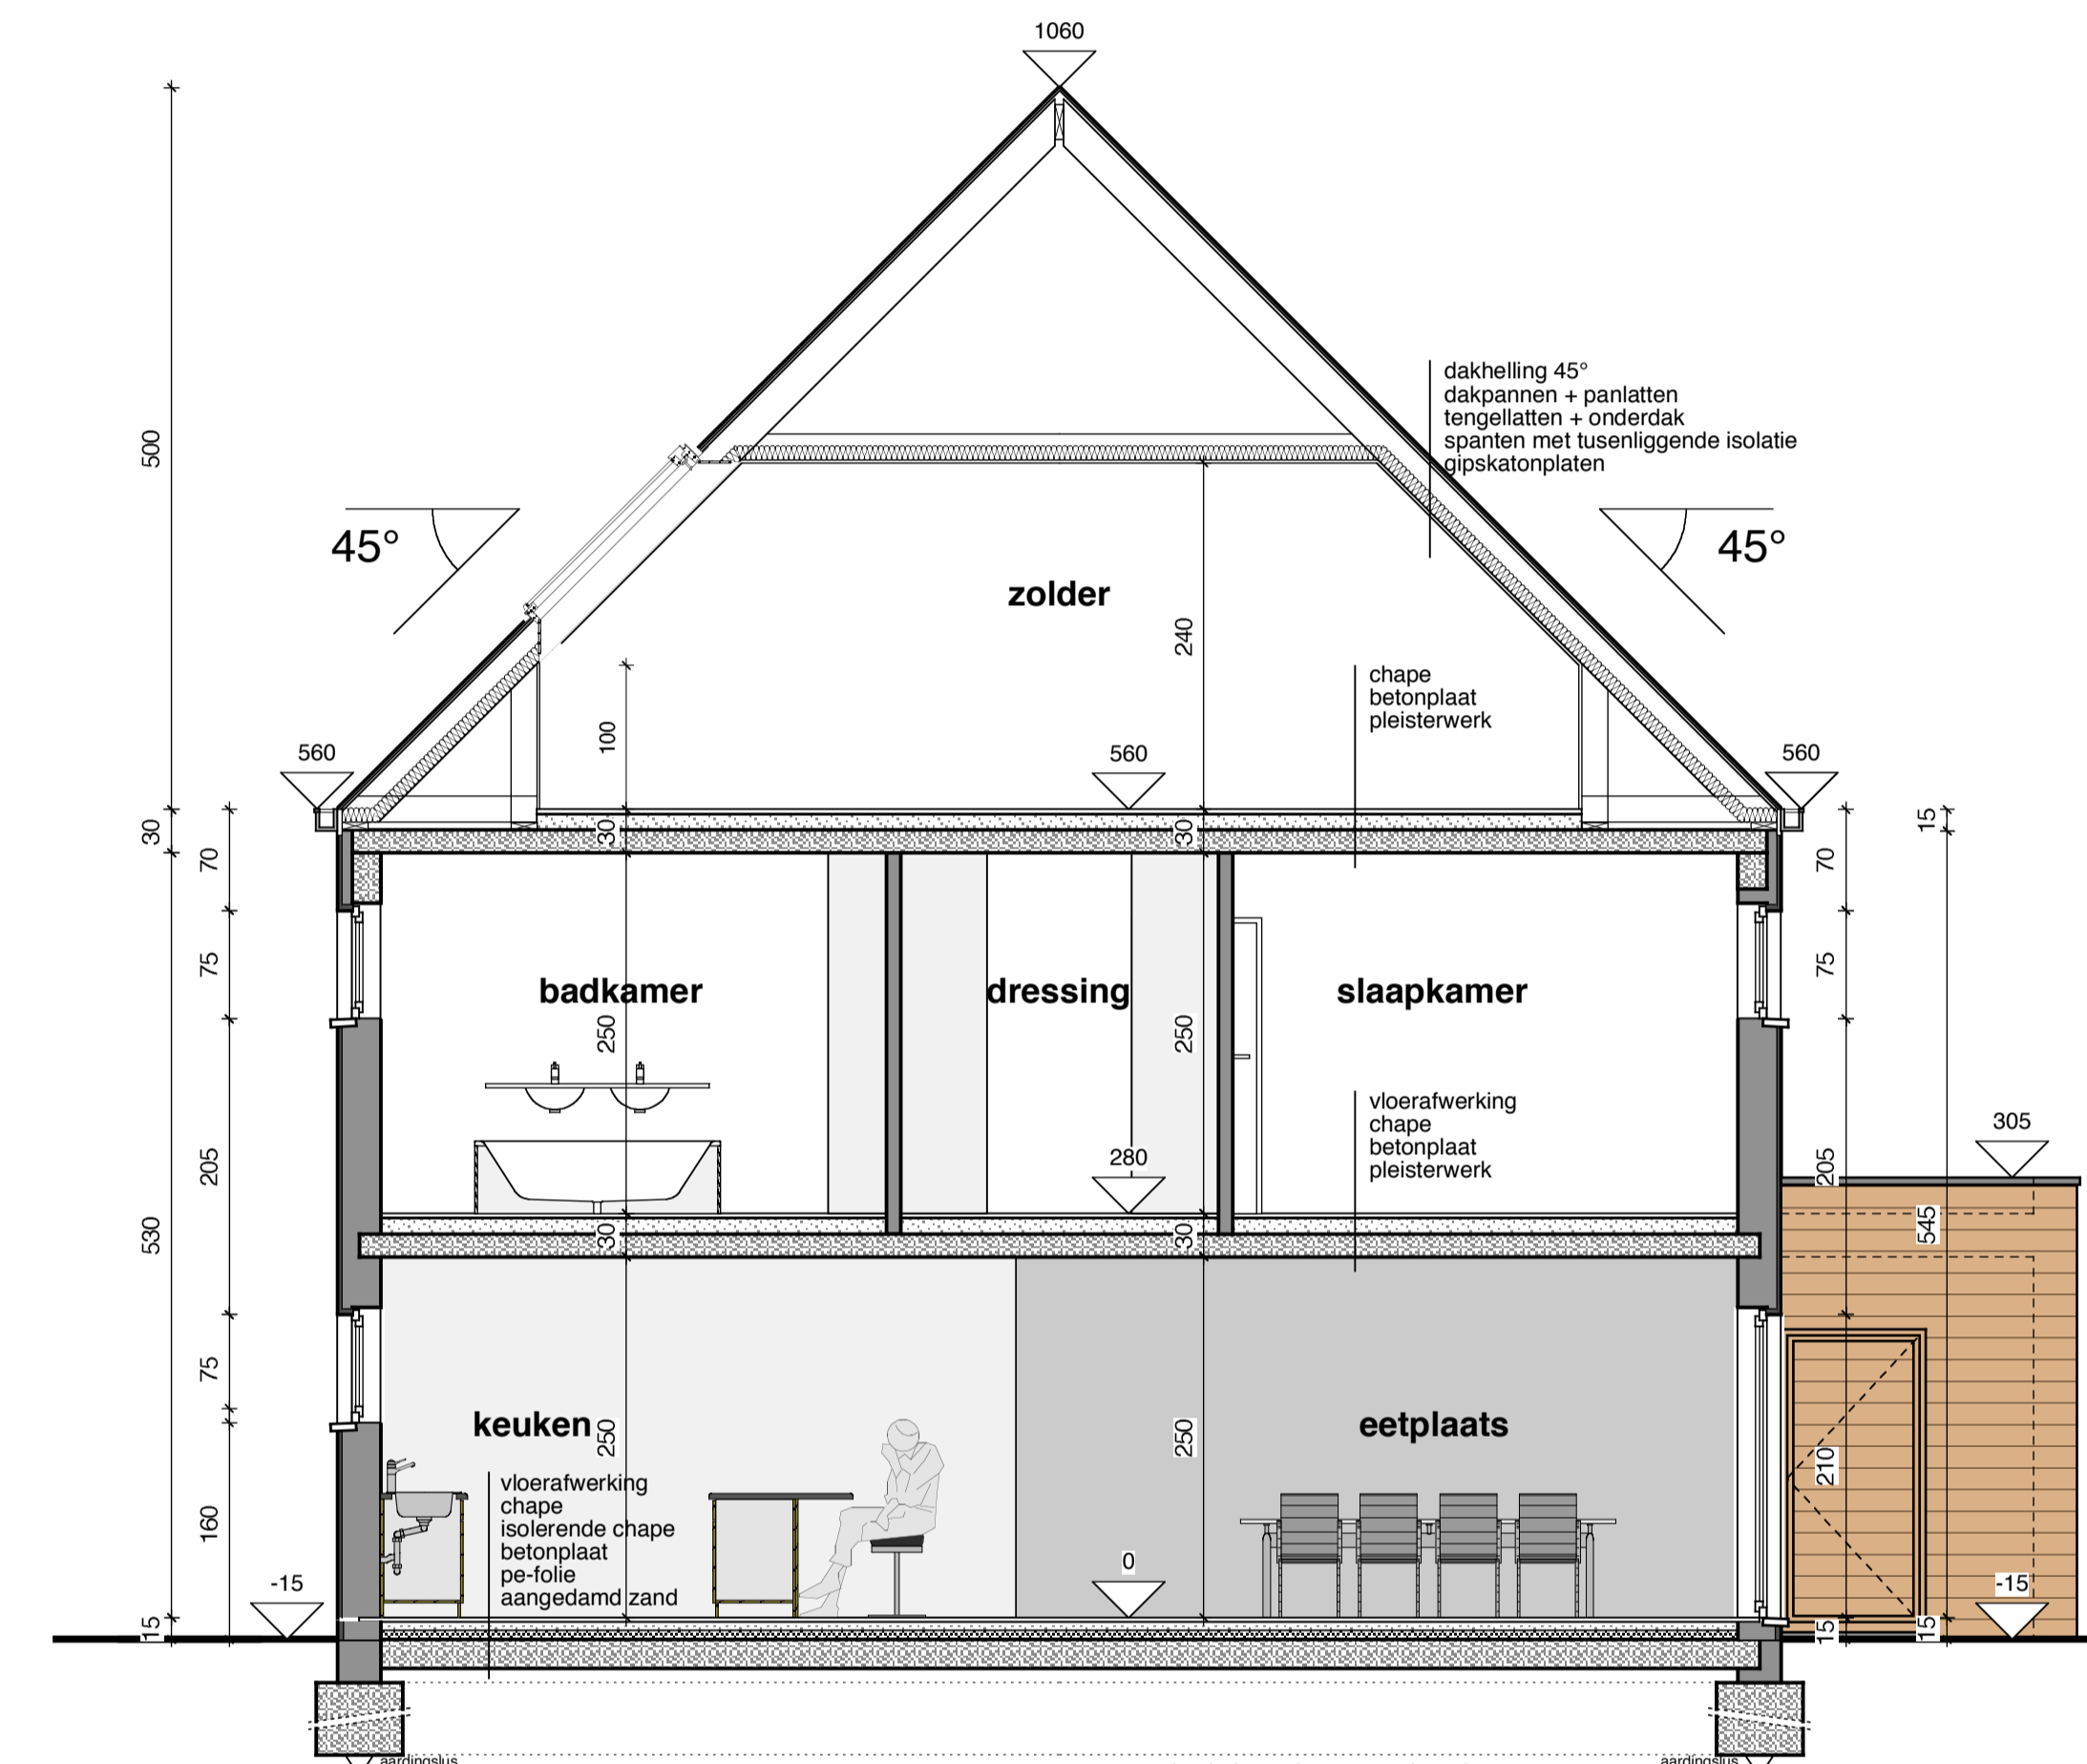 1060
500
dakhelling 45°
dakpannen + panlatten
tengellatten + onderdak
spanten met tusenliggende isolatie
gipskatonplaten
45°
45°
zolder
240
100
chape
betonplaat
pleisterwerk
560
560
560
30
30
30
15
70
70
75
75
badkamer
dressing
slaapkamer
250
250
vloerafwerking
chape
betonplaat
pleisterwerk
280
305
205
205
530
30
30
545
75
keuken
250
250
eetplaats
210
vloerafwerking
chape
isolerende chape
betonplaat
pe-folie
aangedamd zand
160
0
-15
-15
15
15
15
aardingslus
aardingslus